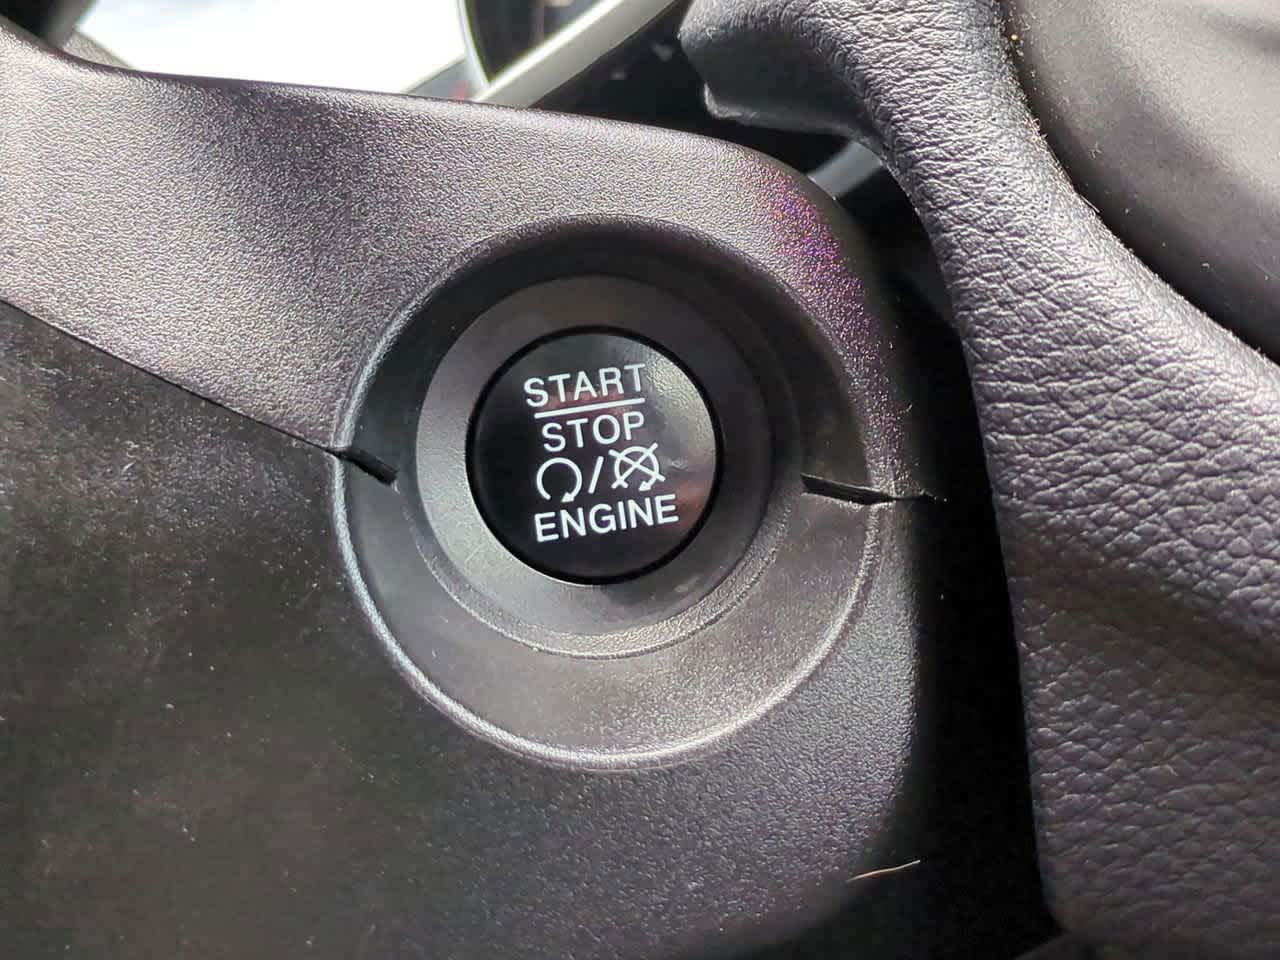 START
STOP
/
ENGINE